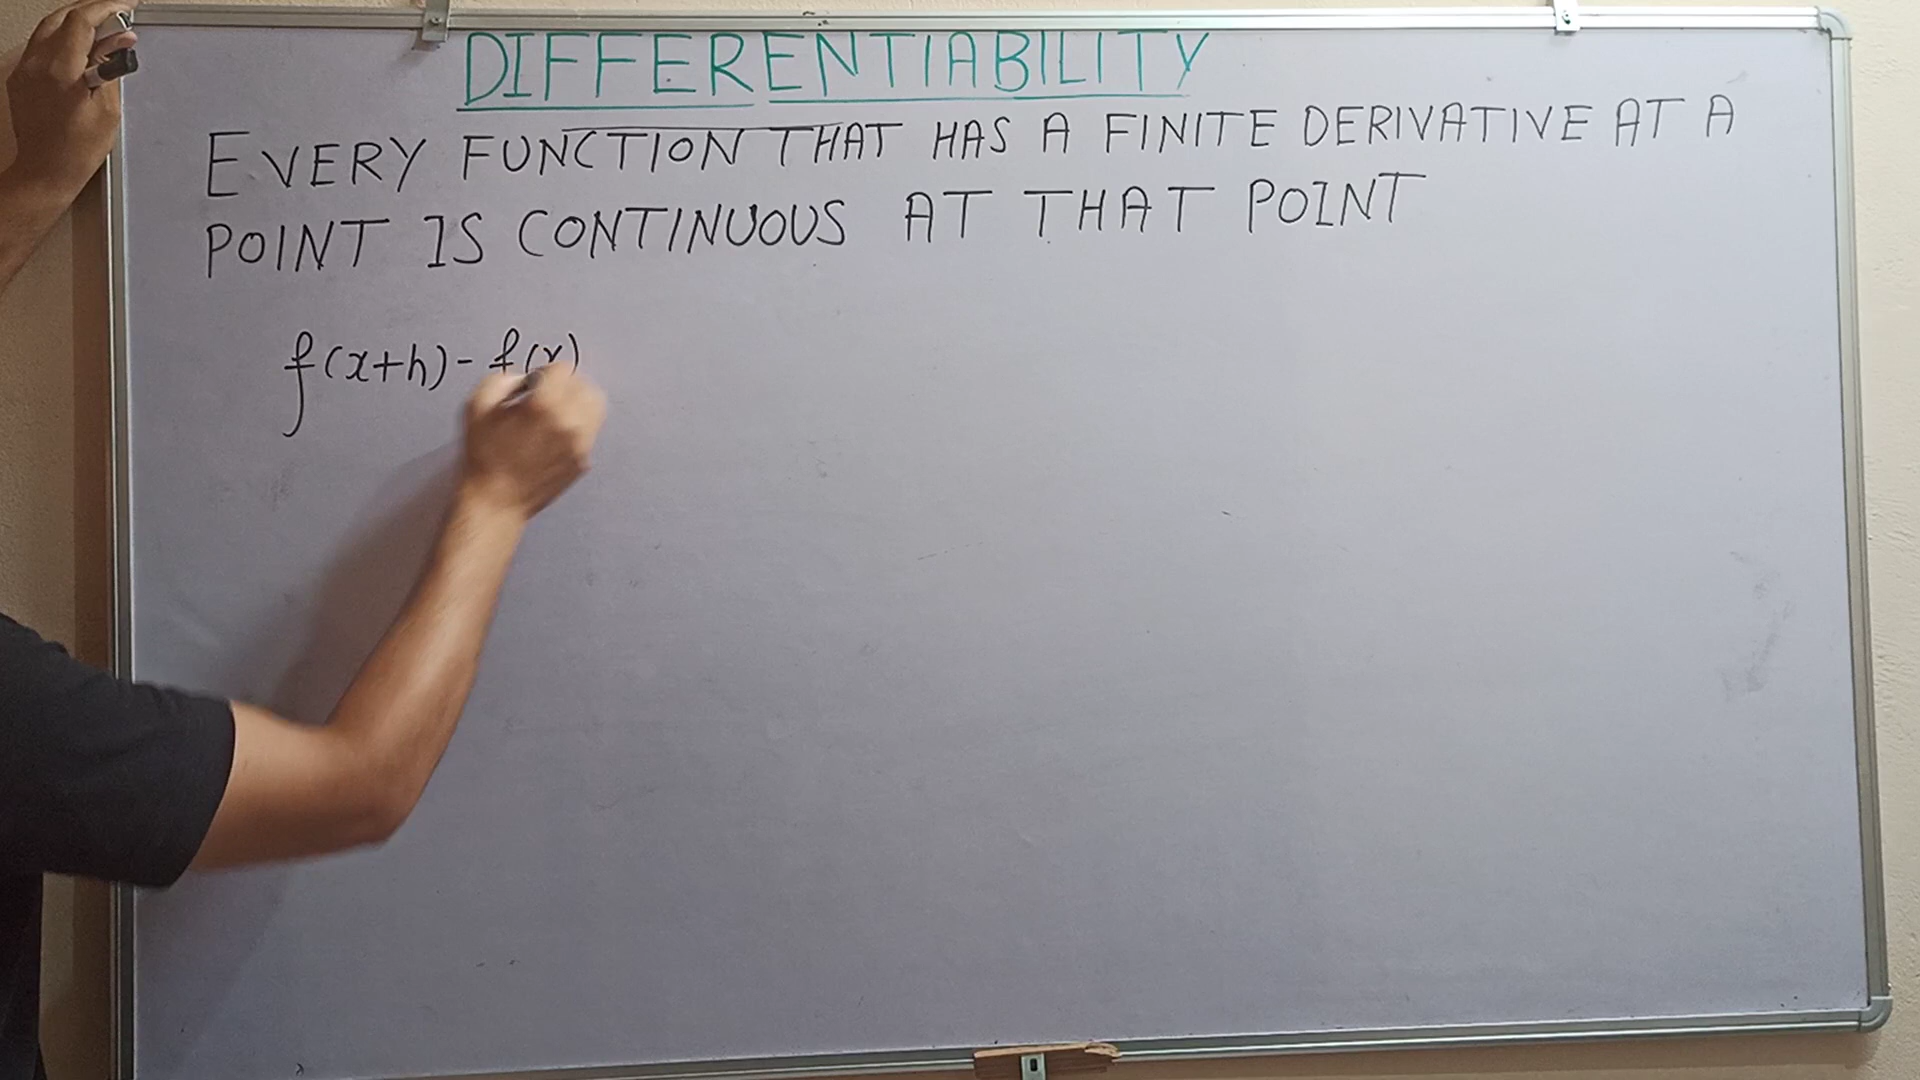 DIFFERENTIABILITY
EVERY FUNCTION THAT HAS A FINITE DERIVATIVE AT A
POINT IS CONTINUOUS AT THAT POINT
f(x+h)-f(x)